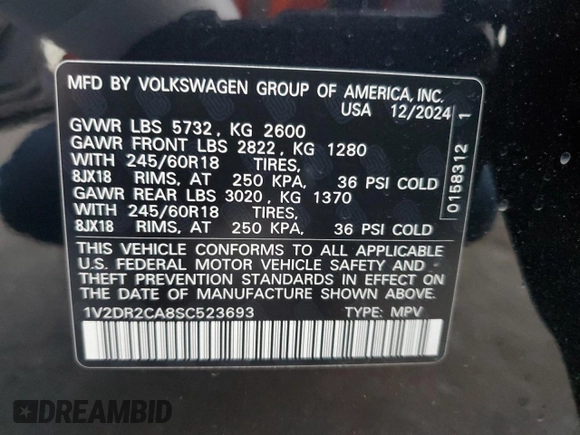 MFD BY VOLKSWAGEN GROUP OF AMERICA, INC.
USA 12/2024
GVWR LBS 5732, KG 2600
GAWR FRONT LBS 2822, KG 1280
WITH 245/60R18 TIRES,
8JX18 RIMS, AT 250 KPA, 36 PSI COLD
GAWR REAR LBS 3020, KG 1370
WITH 245/60R18 TIRES,
8JX18 RIMS, AT 250 KPA, 36 PSI COLD
0158312 1
THIS VEHICLE CONFORMS TO ALL APPLICABLE
U.S. FEDERAL MOTOR VEHICLE SAFETY AND
THEFT PREVENTION STANDARDS IN EFFECT ON
THE DATE OF MANUFACTURE SHOWN ABOVE.
1V2DR2CA8SC523693 TYPE: MPV
DREAMBID